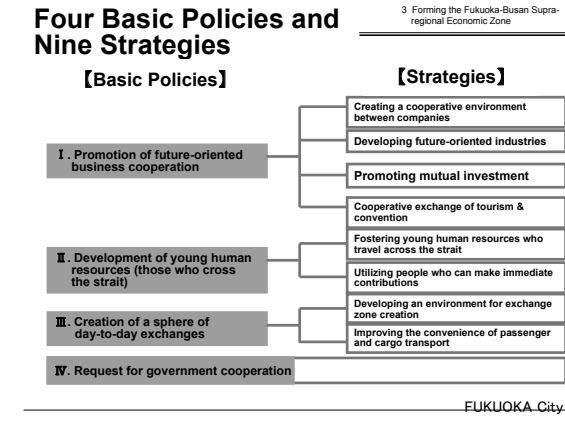 Four Basic Policies and
Nine Strategies
3 Forming the Fukuoka-Busan Supra-
regional Economic Zone
【Basic Policies】
【Strategies】
Ⅰ. Promotion of future-oriented
business cooperation
Creating a cooperative environment
between companies
Developing future-oriented industries
Promoting mutual investment
Cooperative exchange of tourism &
convention
Ⅱ. Development of young human
resources (those who cross
the strait)
Fostering young human resources who
travel across the strait
Utilizing people who can make immediate
contributions
Ⅲ. Creation of a sphere of
day-to-day exchanges
Developing an environment for exchange
zone creation
Improving the convenience of passenger
and cargo transport
Ⅳ. Request for government cooperation
FUKUOKA City